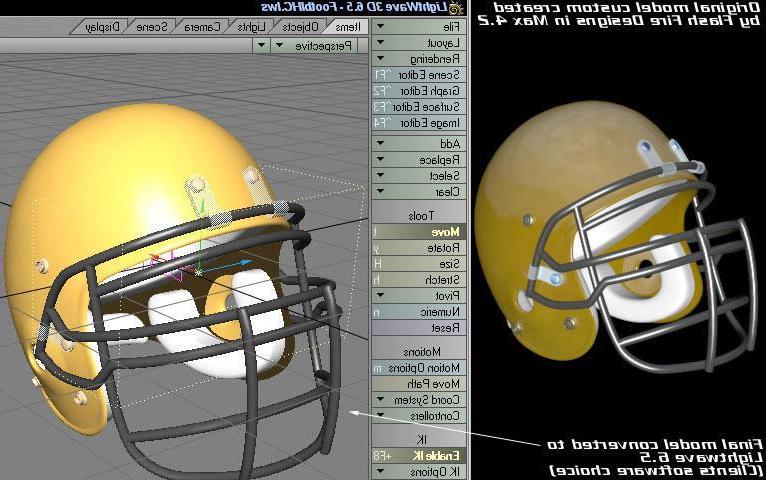 LightWave 3D 6.5 - FootblHC.lws
Items Objects Lights Camera Scene Display
Perspective
File
Layout
Rendering
Scene Editor ^F1
Graph Editor ^F2
Surface Editor ^F3
Image Editor ^F4
Add
Replace
Select
Clear
Tools
Move t
Rotate y
Size H
Stretch h
Pivot
Numeric n
Reset
Motions
Motion Options m
Move Path
Coord System
Controllers
IK
Enable IK +F8
IK Options
Original model custom created
by Flash Fire Designs in Max 4.2
Final model converted to
Lightwave 6.5
(Clients software choice)